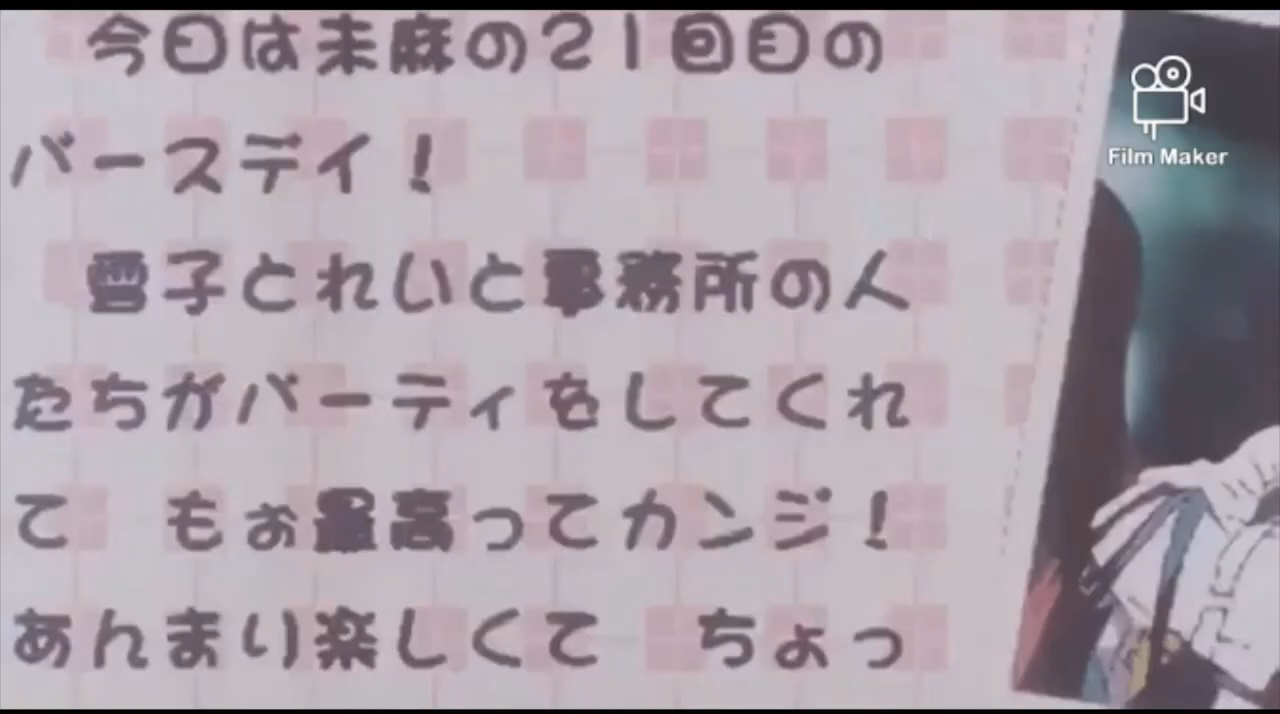 今日は未麻の２１回目の
バースデイ！
雪子とれいと事務所の人
たちがパーティをしてくれ
て　もぉ最高ってカンジ！
あんまり楽しくて　ちょっ
Film Maker